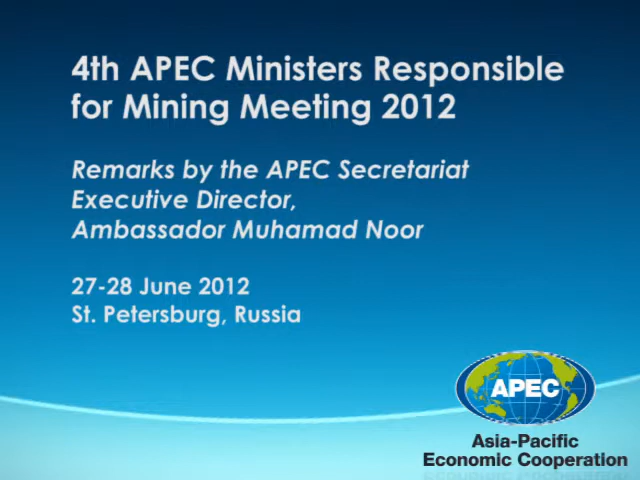 4th APEC Ministers Responsible
for Mining Meeting 2012
Remarks by the APEC Secretariat
Executive Director,
Ambassador Muhamad Noor
27-28 June 2012
St. Petersburg, Russia
APEC
Asia-Pacific
Economic Cooperation